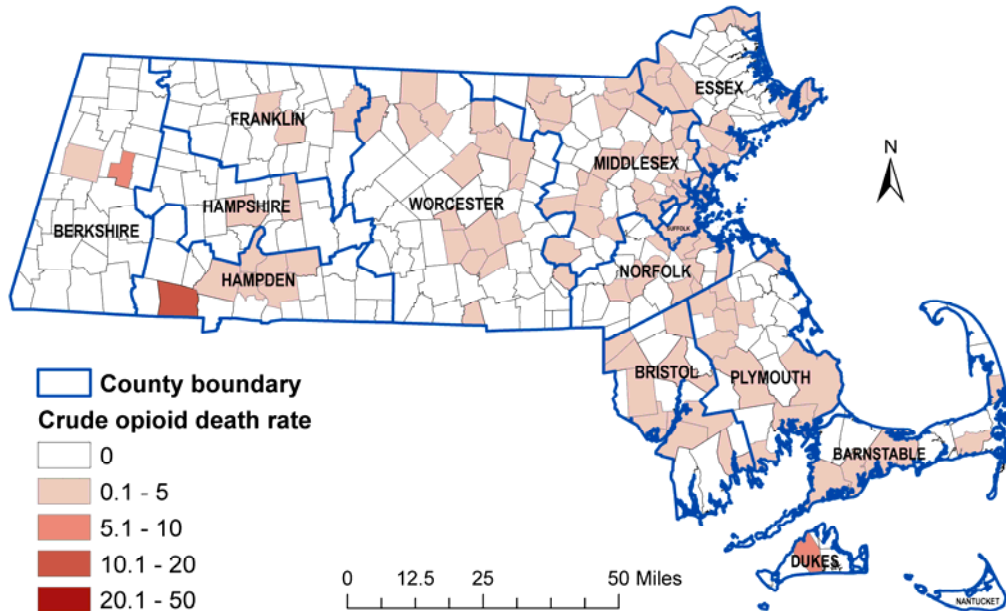 ESSEX
N
FRANKLIN
MIDDLESEX
HAMPSHIRE
WORCESTER
BERKSHIRE
SUFFOLK
HAMPDEN
NORFOLK
BRISTOL
PLYMOUTH
BARNSTABLE
DUKES
NANTUCKET
County boundary
Crude opioid death rate
0
0.1 - 5
5.1 - 10
10.1 - 20
20.1 - 50
0 12.5 25 50 Miles